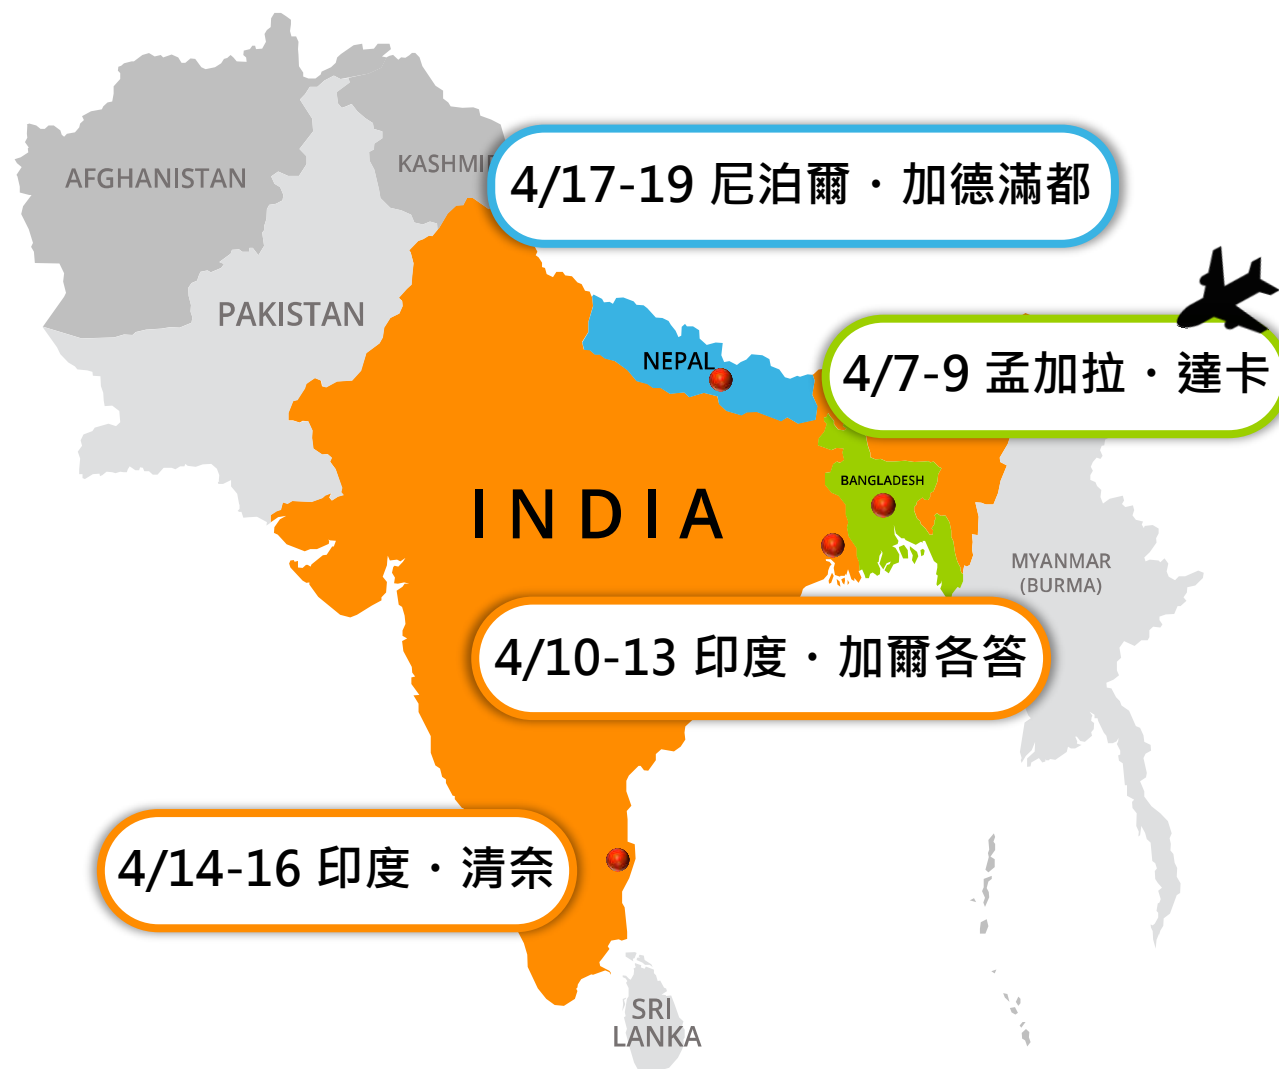 AFGHANISTAN
KASHMI
4/17-19 尼泊爾・加德滿都
PAKISTAN
NEPAL
4/7-9 孟加拉・達卡
BANGLADESH
INDIA
MYANMAR
(BURMA)
4/10-13 印度・加爾各答
4/14-16 印度・清奈
SRI
LANKA